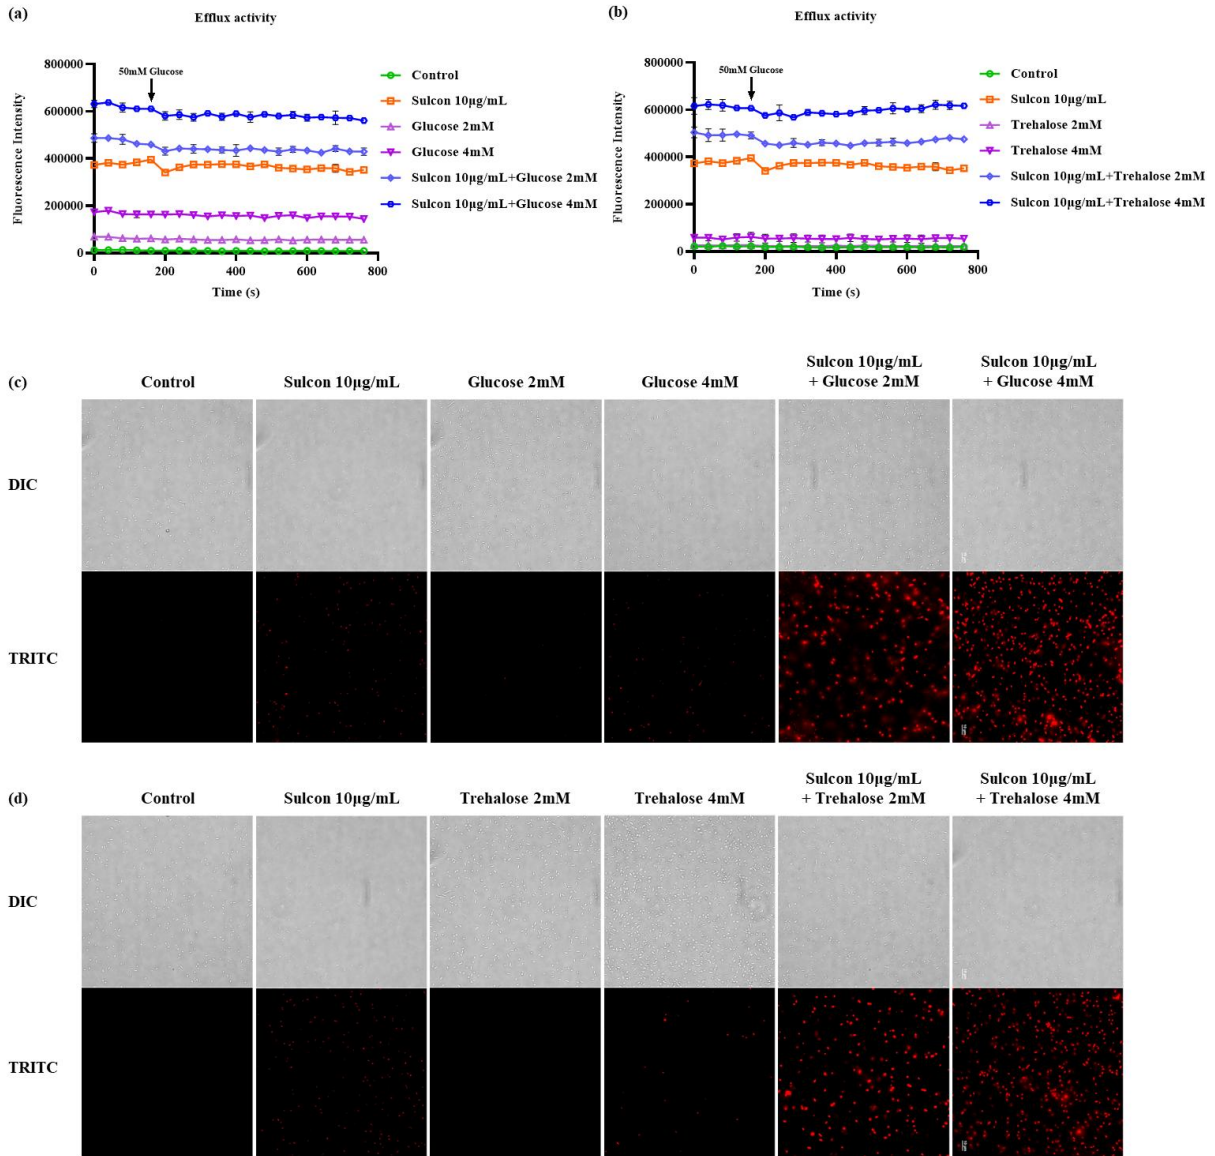 (a)
Efflux activity
Fluorescence Intensity
800000
600000
400000
200000
0
0 200 400 600 800
Time (s)
50mM Glucose
Control
Sulcon 10µg/mL
Glucose 2mM
Glucose 4mM
Sulcon 10µg/mL+Glucose 2mM
Sulcon 10µg/mL+Glucose 4mM
(b)
Efflux activity
Fluorescence Intensity
800000
600000
400000
200000
0
0 200 400 600 800
Time (s)
50mM Glucose
Control
Sulcon 10µg/mL
Trehalose 2mM
Trehalose 4mM
Sulcon 10µg/mL+Trehalose 2mM
Sulcon 10µg/mL+Trehalose 4mM
(c)
Control
Sulcon 10µg/mL
Glucose 2mM
Glucose 4mM
Sulcon 10µg/mL
+ Glucose 2mM
Sulcon 10µg/mL
+ Glucose 4mM
DIC
TRITC
(d)
Control
Sulcon 10µg/mL
Trehalose 2mM
Trehalose 4mM
Sulcon 10µg/mL
+ Trehalose 2mM
Sulcon 10µg/mL
+ Trehalose 4mM
DIC
TRITC